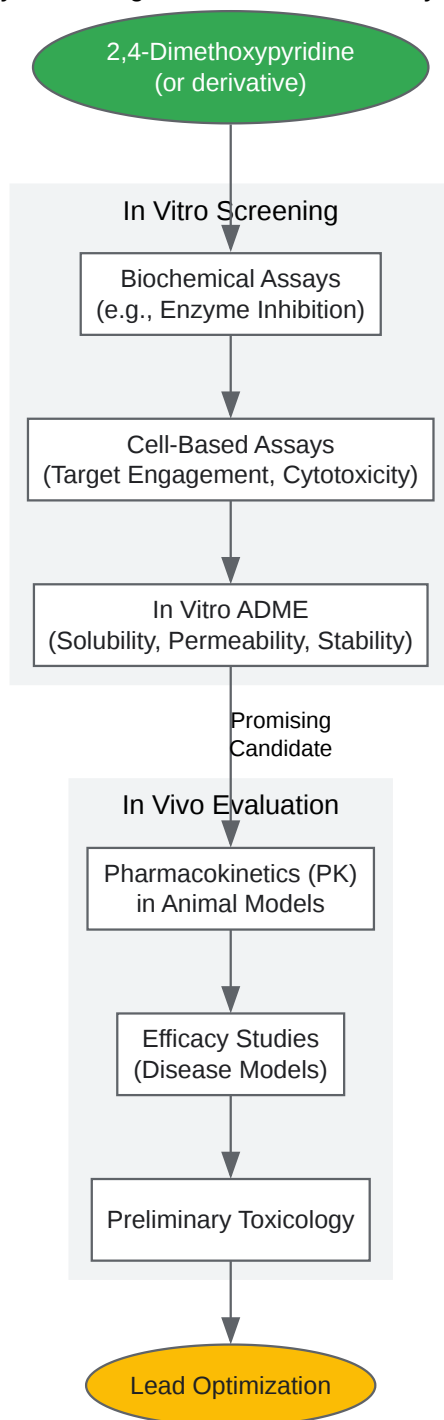 2,4-Dimethoxypyridine
(or derivative)
In Vitro Screening
Biochemical Assays
(e.g., Enzyme Inhibition)
Cell-Based Assays
(Target Engagement, Cytotoxicity)
In Vitro ADME
(Solubility, Permeability, Stability)
Promising
Candidate
In Vivo Evaluation
Pharmacokinetics (PK)
in Animal Models
Efficacy Studies
(Disease Models)
Preliminary Toxicology
Lead Optimization